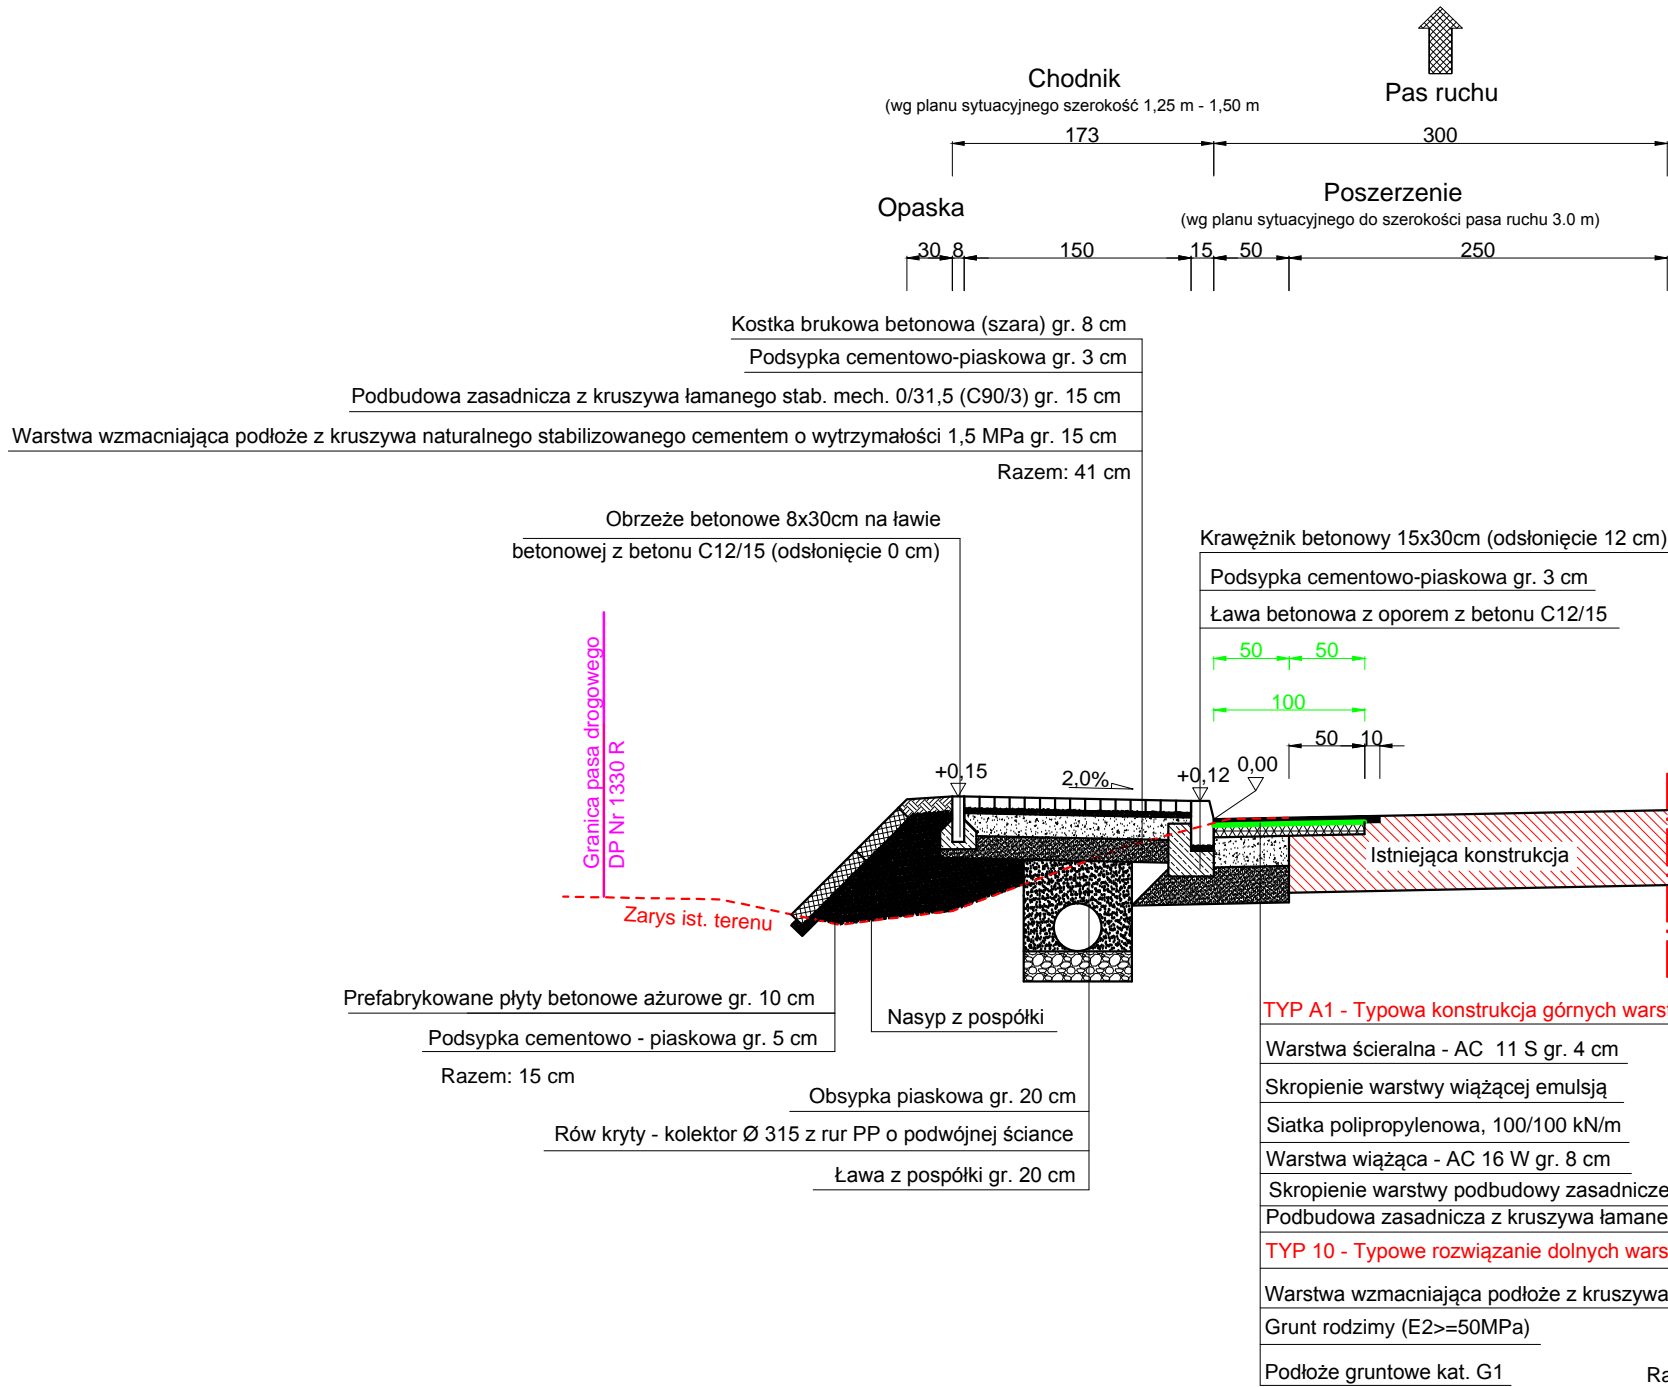 Chodnik
(wg planu sytuacyjnego szerokość 1,25 m - 1,50 m
Pas ruchu
173
300
Opaska
Poszerzenie
(wg planu sytuacyjnego do szerokości pasa ruchu 3.0 m)
30 8 150 15 50 250
Kostka brukowa betonowa (szara) gr. 8 cm
Podsypka cementowo-piaskowa gr. 3 cm
Podbudowa zasadnicza z kruszywa łamanego stab. mech. 0/31,5 (C90/3) gr. 15 cm
Warstwa wzmacniająca podłoże z kruszywa naturalnego stabilizowanego cementem o wytrzymałości 1,5 MPa gr. 15 cm
Razem: 41 cm
Obrzeże betonowe 8x30cm na ławie
betonowej z betonu C12/15 (odsłonięcie 0 cm)
Krawężnik betonowy 15x30cm (odsłonięcie 12 cm)
Podsypka cementowo-piaskowa gr. 3 cm
Ława betonowa z oporem z betonu C12/15
50 50
100
50 10
Granica pasa drogowego
DP Nr 1330 R
+0,15
2,0%
+0,12
0,00
Istniejąca konstrukcja
Zarys ist. terenu
Prefabrykowane płyty betonowe ażurowe gr. 10 cm
Podsypka cementowo - piaskowa gr. 5 cm
Razem: 15 cm
Nasyp z pospółki
Obsypka piaskowa gr. 20 cm
Rów kryty - kolektor Ø 315 z rur PP o podwójnej ściance
Ława z pospółki gr. 20 cm
TYP A1 - Typowa konstrukcja górnych warst
Warstwa ścieralna - AC 11 S gr. 4 cm
Skropienie warstwy wiążącej emulsją
Siatka polipropylenowa, 100/100 kN/m
Warstwa wiążąca - AC 16 W gr. 8 cm
Skropienie warstwy podbudowy zasadnicze
Podbudowa zasadnicza z kruszywa łamane
TYP 10 - Typowe rozwiązanie dolnych wars
Warstwa wzmacniająca podłoże z kruszywa
Grunt rodzimy (E2>=50MPa)
Podłoże gruntowe kat. G1
Ra